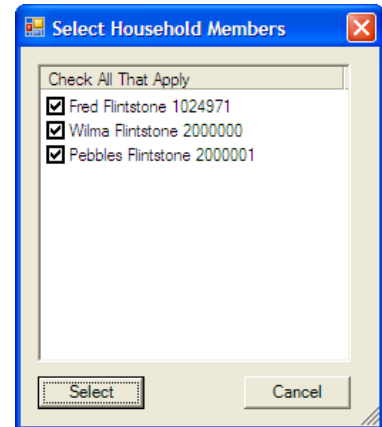 Select Household Members
Check All That Apply
Fred Flintstone 1024971
Wilma Flintstone 2000000
Pebbles Flintstone 2000001
Select Cancel